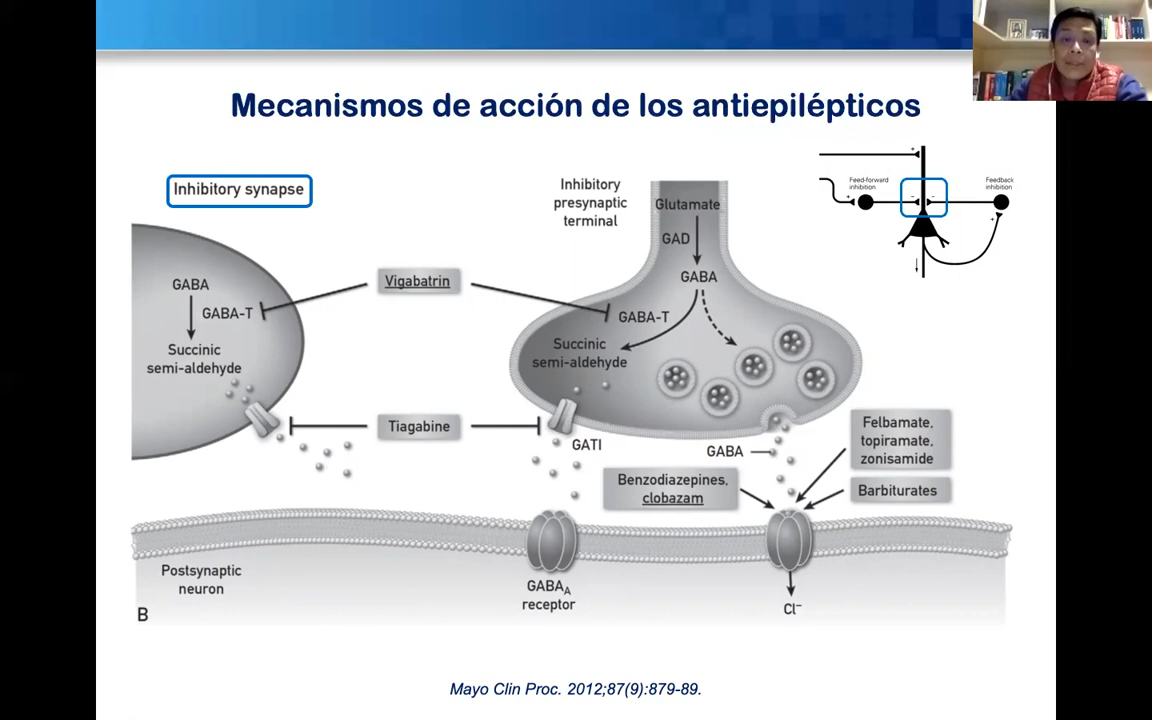 Mecanismos de acción de los antiepilépticos
Inhibitory synapse
Inhibitory
presynaptic
terminal
Glutamate
GAD
GABA
Feed-forward
inhibition
Feedback
inhibition
+
+
-
-
+
GABA
GABA-T
Succinic
semi-aldehyde
Vigabatrin
GABA-T
Succinic
semi-aldehyde
Tiagabine
GATI
GABA
Felbamate,
topiramate,
zonisamide
Benzodiazepines,
clobazam
Barbiturates
Postsynaptic
neuron
GABAA
receptor
Cl–
B
Mayo Clin Proc. 2012;87(9):879-89.